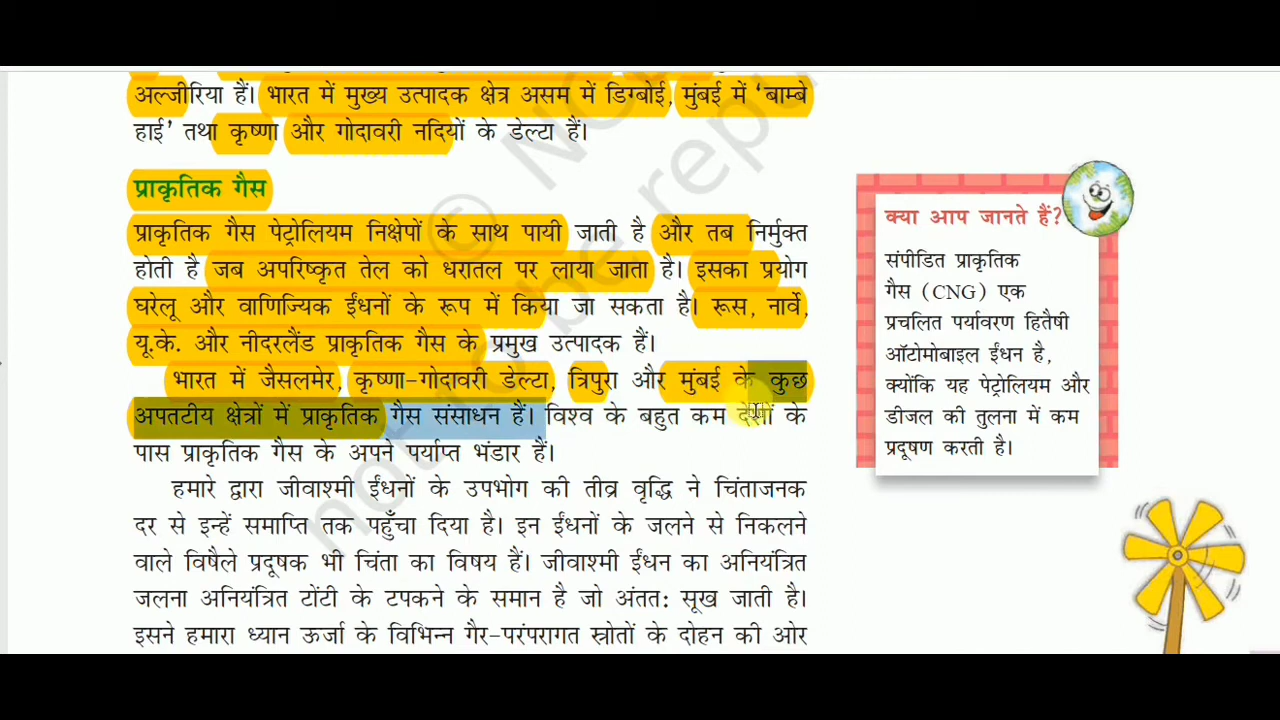 अल्जीरिया हैं। भारत में मुख्य उत्पादक क्षेत्र असम में डिग्बोई, मुंबई में ‘बाम्बे
हाई’ तथा कृष्णा और गोदावरी नदियों के डेल्टा हैं।
प्राकृतिक गैस
प्राकृतिक गैस पेट्रोलियम निक्षेपों के साथ पायी जाती है और तब निर्मुक्त
होती है जब अपरिष्कृत तेल को धरातल पर लाया जाता है। इसका प्रयोग
घरेलू और वाणिज्यिक ईंधनों के रूप में किया जा सकता है। रूस, नार्वे,
यू.के. और नीदरलैंड प्राकृतिक गैस के प्रमुख उत्पादक हैं।
भारत में जैसलमेर, कृष्णा-गोदावरी डेल्टा, त्रिपुरा और मुंबई के कुछ
अपतटीय क्षेत्रों में प्राकृतिक गैस संसाधन हैं। विश्व के बहुत कम देशों के
पास प्राकृतिक गैस के अपने पर्याप्त भंडार हैं।
हमारे द्वारा जीवाश्मी ईंधनों के उपभोग की तीव्र वृद्धि ने चिंताजनक
दर से इन्हें समाप्ति तक पहुँचा दिया है। इन ईंधनों के जलने से निकलने
वाले विषैले प्रदूषक भी चिंता का विषय हैं। जीवाश्मी ईंधन का अनियंत्रित
जलना अनियंत्रित टोंटी के टपकने के समान है जो अंतत: सूख जाती है।
इसने हमारा ध्यान ऊर्जा के विभिन्न गैर-परंपरागत स्रोतों के दोहन की ओर
क्या आप जानते हैं?
संपीडित प्राकृतिक
गैस (CNG) एक
प्रचलित पर्यावरण हितैषी
ऑटोमोबाइल ईंधन है,
क्योंकि यह पेट्रोलियम और
डीजल की तुलना में कम
प्रदूषण करती है।
not to be repu